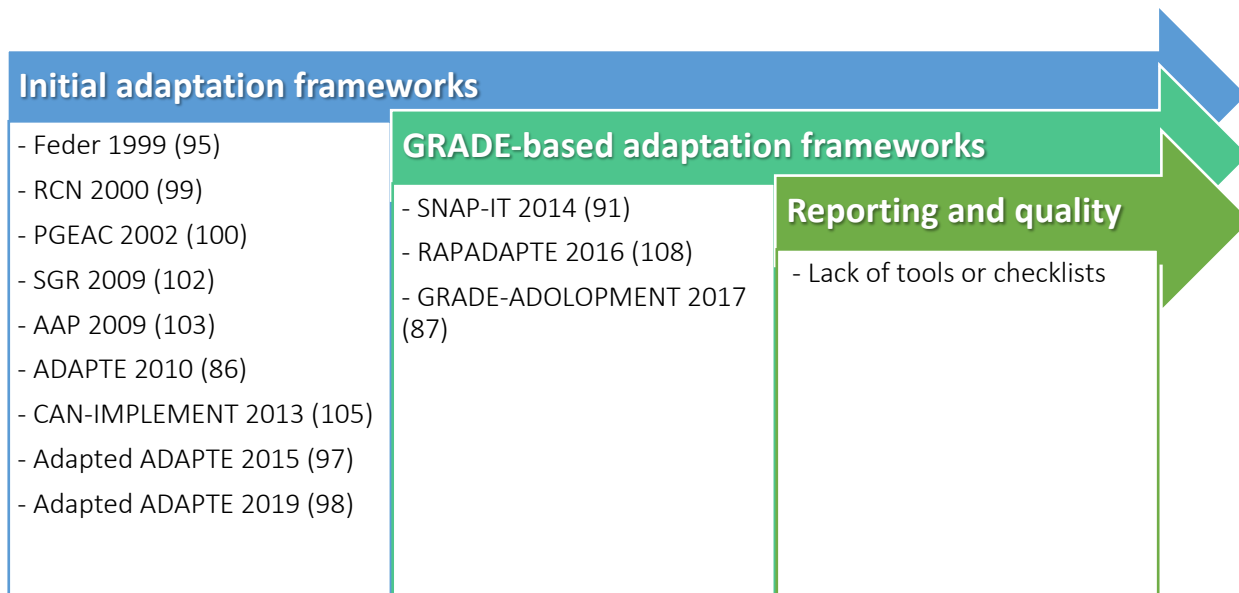 Initial adaptation frameworks
- Feder 1999 (95)
- RCN 2000 (99)
- PGEAC 2002 (100)
- SGR 2009 (102)
- AAP 2009 (103)
- ADAPTE 2010 (86)
- CAN-IMPLEMENT 2013 (105)
- Adapted ADAPTE 2015 (97)
- Adapted ADAPTE 2019 (98)
GRADE-based adaptation frameworks
- SNAP-IT 2014 (91)
- RAPADAPTE 2016 (108)
- GRADE-ADOLOPMENT 2017
(87)
Reporting and quality
- Lack of tools or checklists